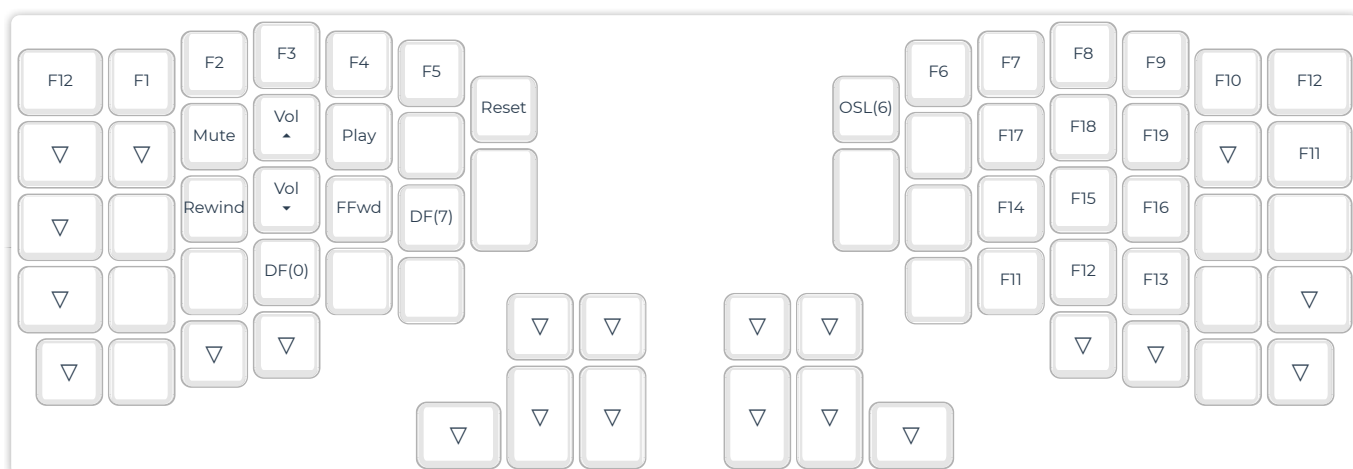 F12 F1 F2 F3 F4 F5 Reset OSL(6) F6 F7 F8 F9 F10 F12
▽ ▽ Mute Vol ▲ Play F17 F18 F19 ▽ F11
▽ Rewind Vol ▼ FFwd DF(7) F14 F15 F16
▽ DF(0) F11 F12 F13 ▽
▽ ▽ ▽ ▽ ▽ ▽
▽ ▽ ▽ ▽
▽ ▽ ▽ ▽ ▽ ▽